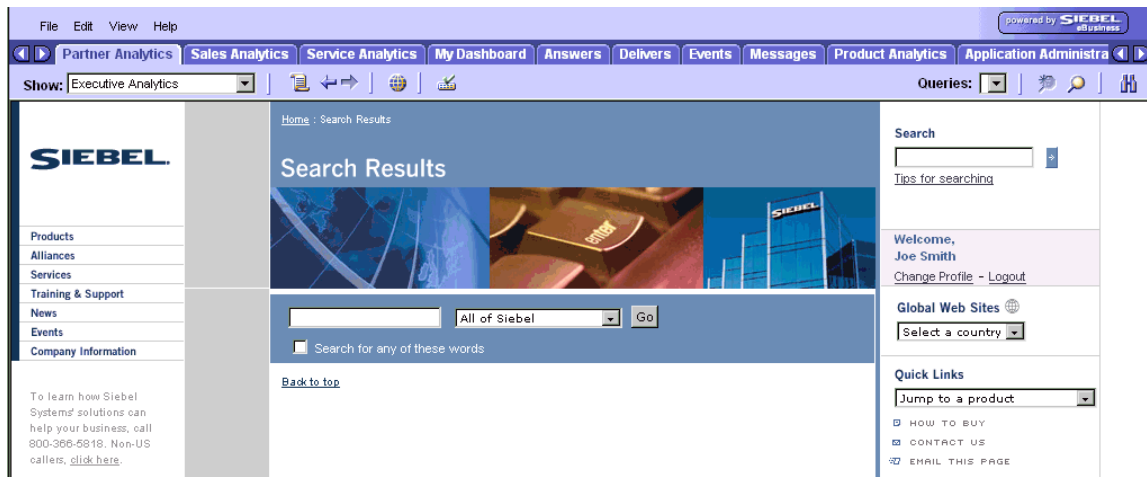 File Edit View Help
powered by SIEBEL eBusiness
Partner Analytics Sales Analytics Service Analytics My Dashboard Answers Delivers Events Messages Product Analytics Application Administra
Show: Executive Analytics
Queries:
SIEBEL.
Products
Alliances
Services
Training & Support
News
Events
Company Information
To learn how Siebel
Systems' solutions can
help your business, call
800-366-5818. Non-US
callers, click here.
Home : Search Results
Search Results
enter
SIEBEL
All of Siebel Go
Search for any of these words
Back to top
Search
Tips for searching
Welcome,
Joe Smith
Change Profile - Logout
Global Web Sites
Select a country
Quick Links
Jump to a product
HOW TO BUY
CONTACT US
EMAIL THIS PAGE